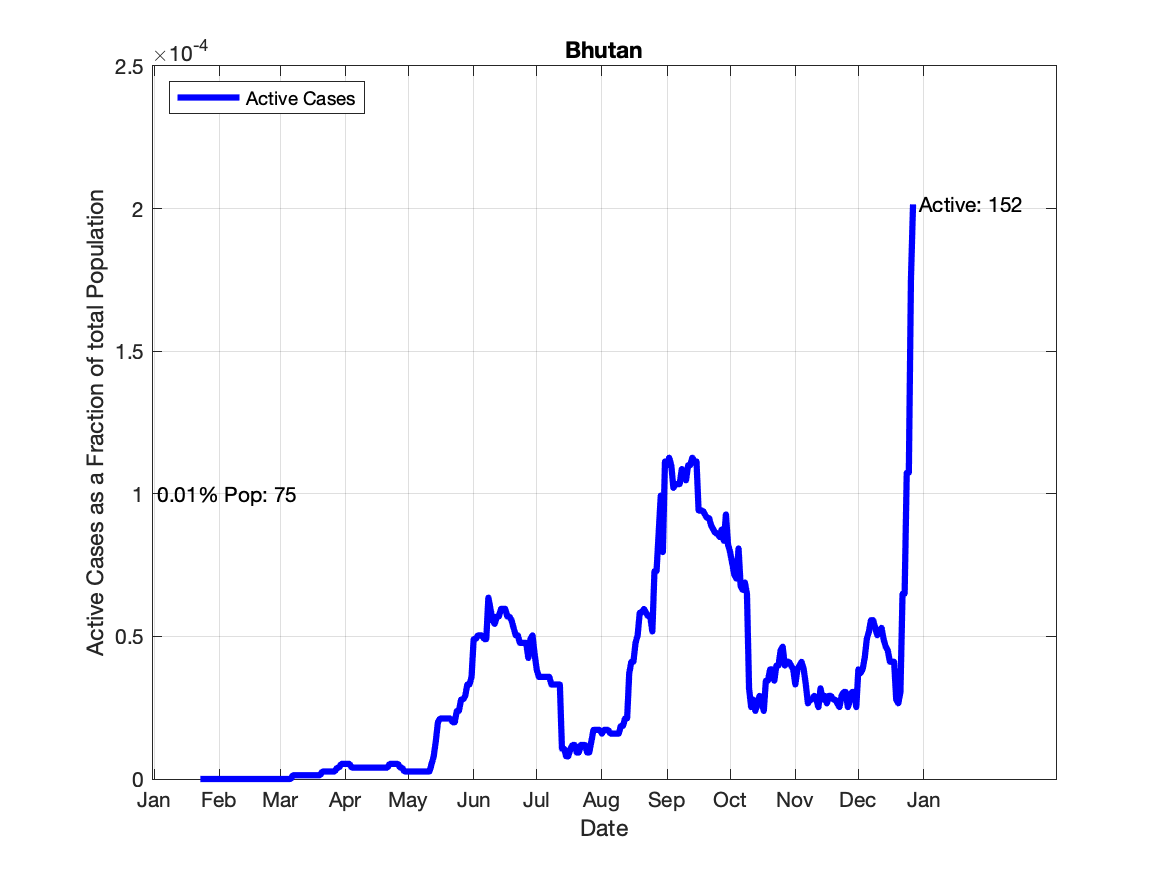 Bhutan
×10⁻⁴
2.5
2
1.5
1
0.5
0
Active Cases
Active: 152
0.01% Pop: 75
Active Cases as a Fraction of total Population
Jan Feb Mar Apr May Jun Jul Aug Sep Oct Nov Dec Jan
Date